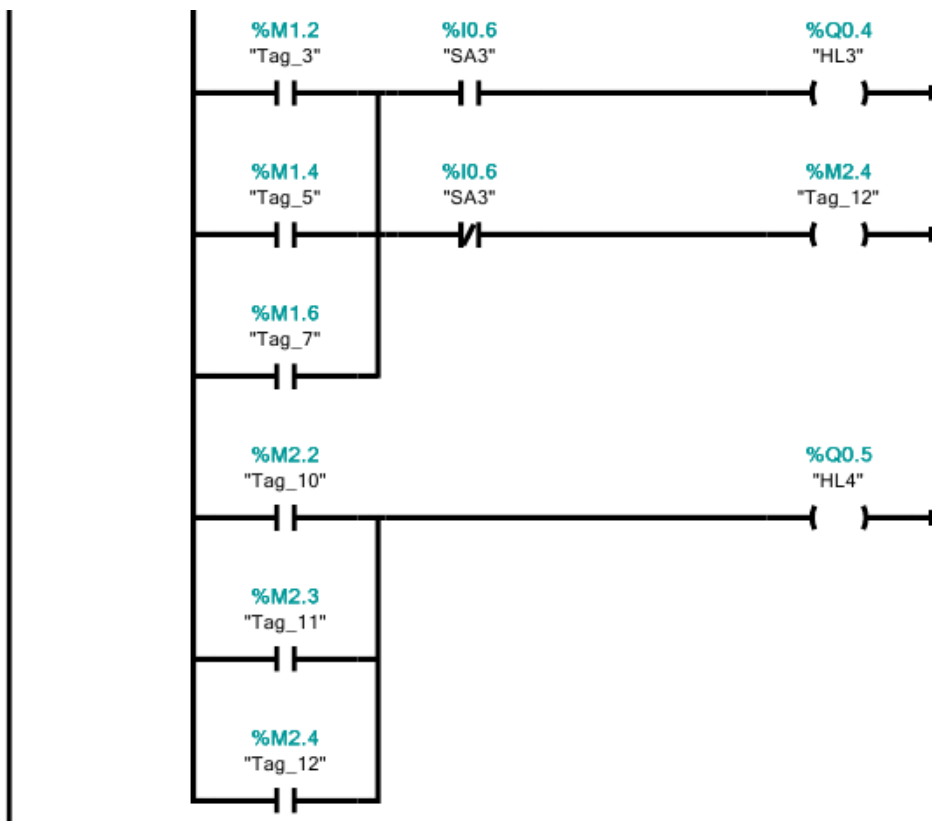 %M1.2 %I0.6 %Q0.4
"Tag_3" "SA3" "HL3"
%M1.4 %I0.6 %M2.4
"Tag_5" "SA3" "Tag_12"
%M1.6
"Tag_7"
%M2.2 %Q0.5
"Tag_10" "HL4"
%M2.3
"Tag_11"
%M2.4
"Tag_12"